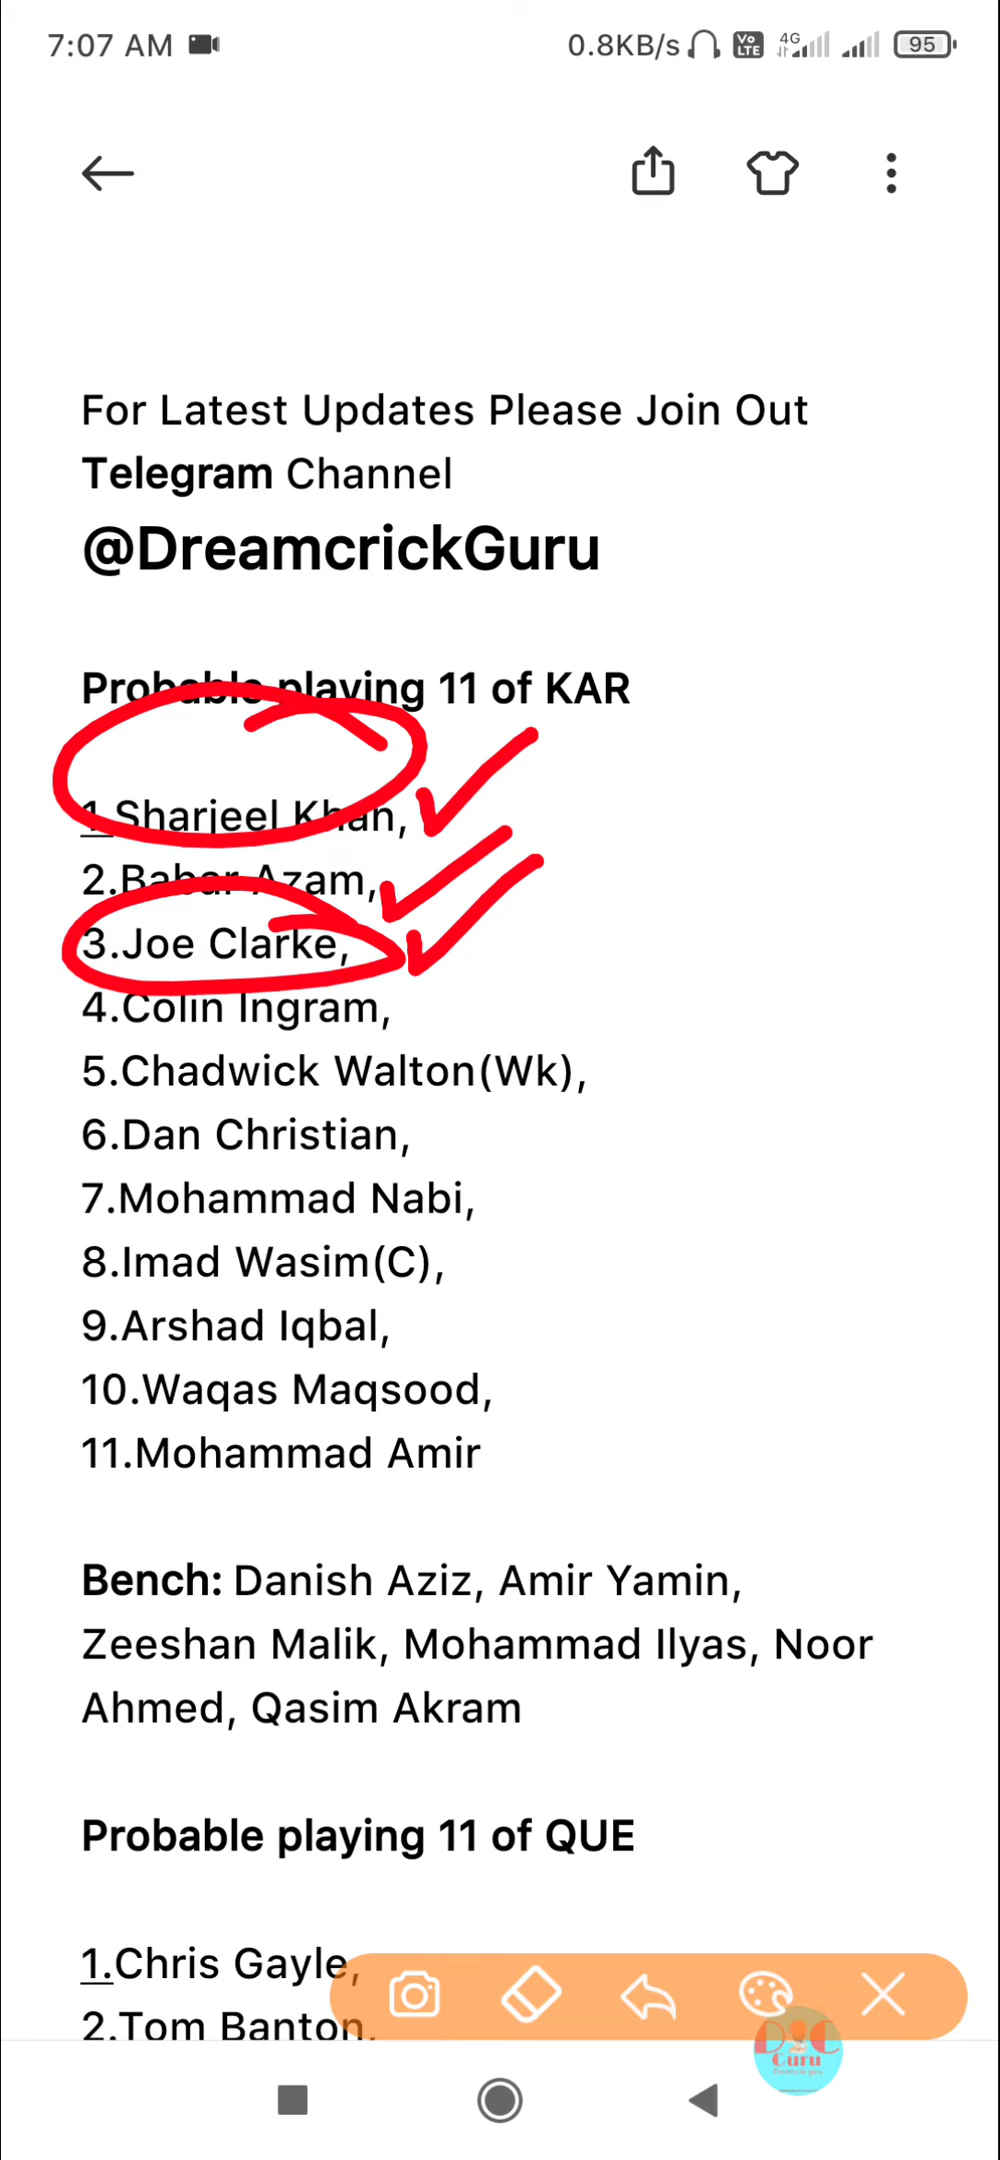 7:07 AM 0.8KB/s Vo LTE 4G 95
For Latest Updates Please Join Out
Telegram Channel
@DreamcrickGuru
Probable playing 11 of KAR
1.Sharjeel Khan,
2.Babar Azam,
3.Joe Clarke,
4.Colin Ingram,
5.Chadwick Walton(Wk),
6.Dan Christian,
7.Mohammad Nabi,
8.Imad Wasim(C),
9.Arshad Iqbal,
10.Waqas Maqsood,
11.Mohammad Amir
Bench: Danish Aziz, Amir Yamin,
Zeeshan Malik, Mohammad Ilyas, Noor
Ahmed, Qasim Akram
Probable playing 11 of QUE
1.Chris Gayle,
2.Tom Banton,
D C
Guru